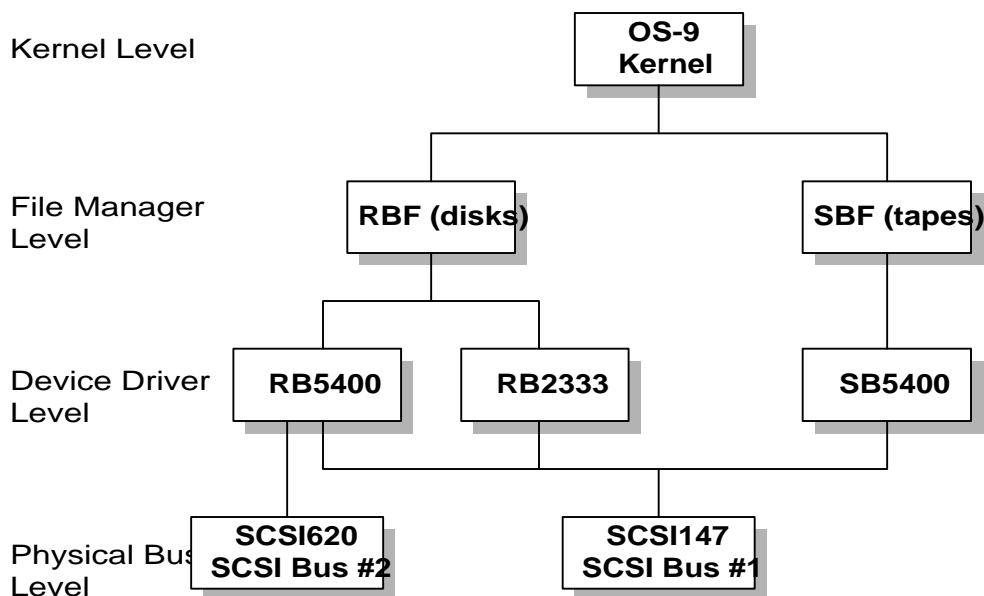 Kernel Level
OS-9
Kernel
File Manager
Level
RBF (disks)
SBF (tapes)
Device Driver
Level
RB5400
RB2333
SB5400
Physical Bus
Level
SCSI620
SCSI Bus #2
SCSI147
SCSI Bus #1